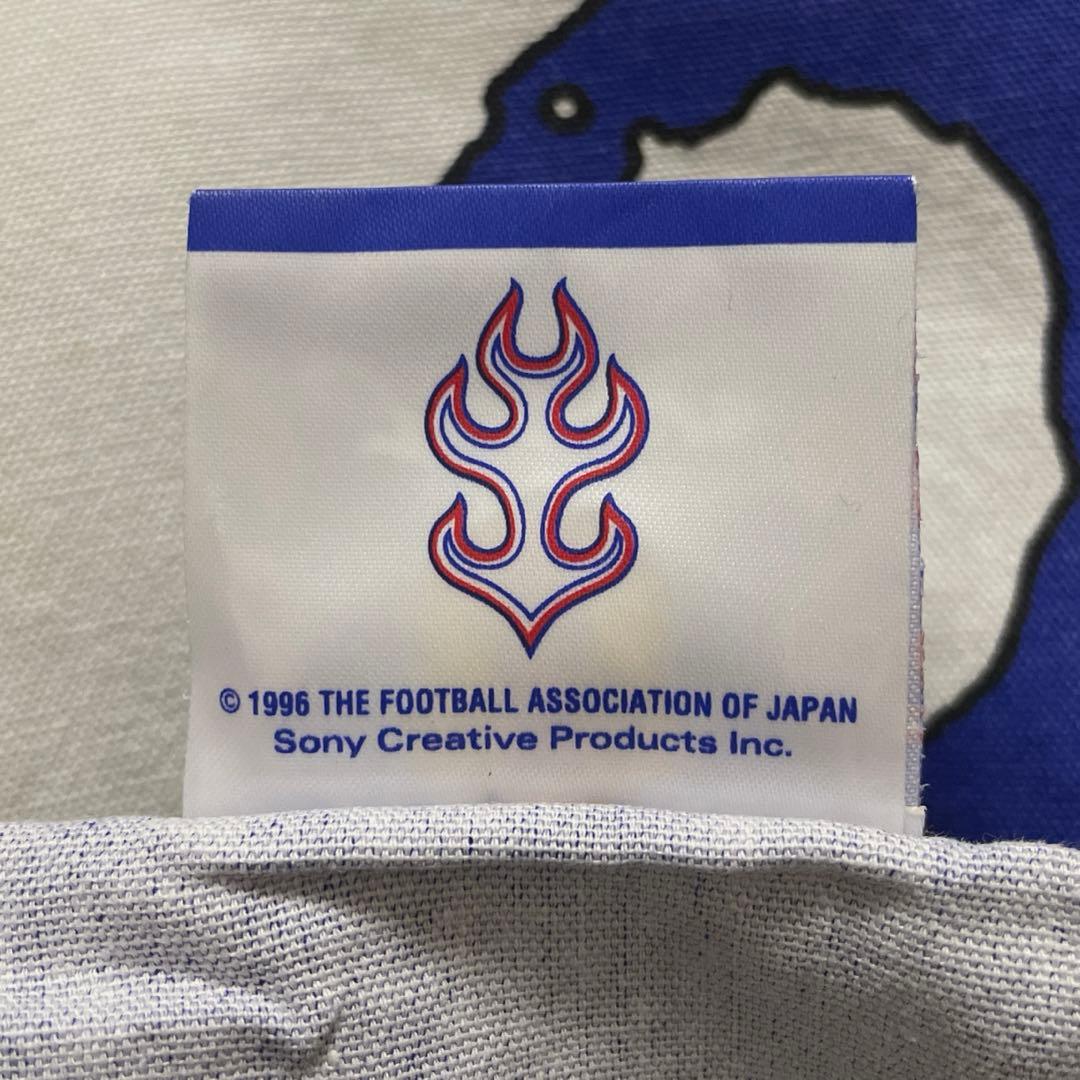 © 1996 THE FOOTBALL ASSOCIATION OF JAPAN
Sony Creative Products Inc.